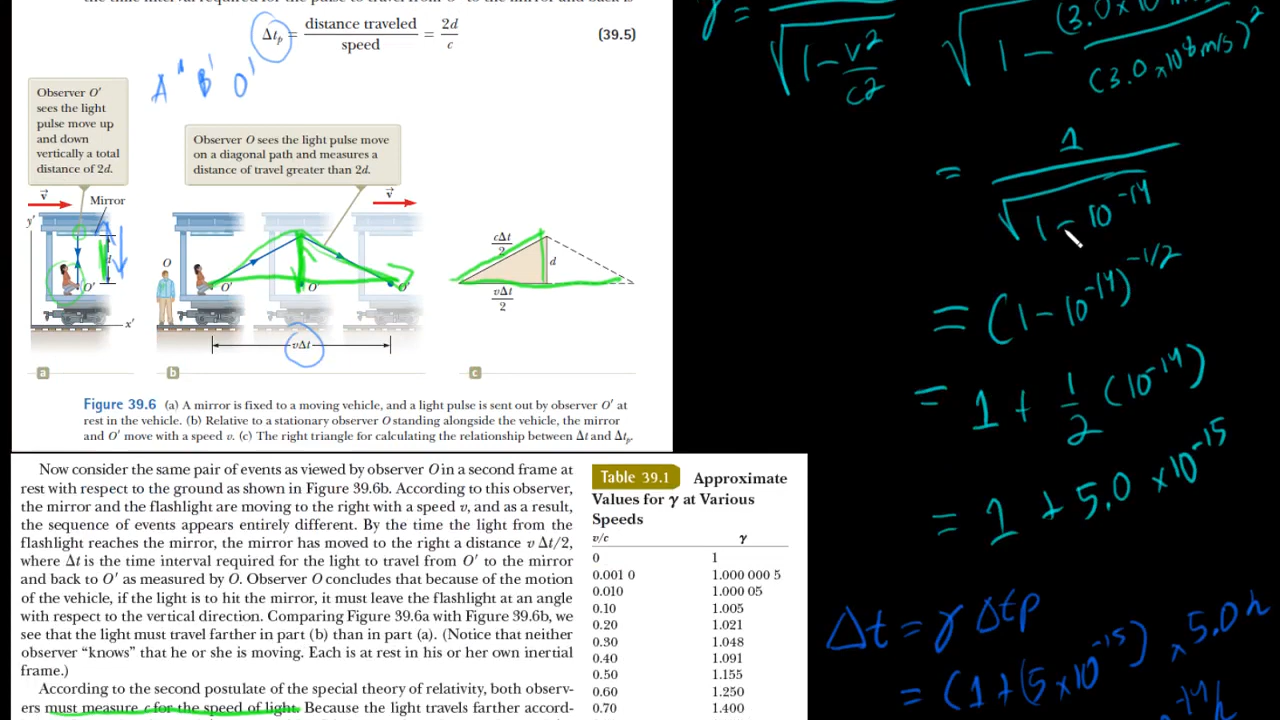 Δtₚ = distance traveled / speed = 2d / c (39.5)
A' B' O'
Observer O′
sees the light
pulse move up
and down
vertically a total
distance of 2d.
Observer O sees the light pulse move
on a diagonal path and measures a
distance of travel greater than 2d.
v
Mirror
v
y′
d
O
O′
O′
O′
O′
x′
vΔt
cΔt / 2
d
vΔt / 2
a
b
c
Figure 39.6 (a) A mirror is fixed to a moving vehicle, and a light pulse is sent out by observer O′ at
rest in the vehicle. (b) Relative to a stationary observer O standing alongside the vehicle, the mirror
and O′ move with a speed v. (c) The right triangle for calculating the relationship between Δt and Δtₚ.
Now consider the same pair of events as viewed by observer O in a second frame at
rest with respect to the ground as shown in Figure 39.6b. According to this observer,
the mirror and the flashlight are moving to the right with a speed v, and as a result,
the sequence of events appears entirely different. By the time the light from the
flashlight reaches the mirror, the mirror has moved to the right a distance v Δt/2,
where Δt is the time interval required for the light to travel from O′ to the mirror
and back to O′ as measured by O. Observer O concludes that because of the motion
of the vehicle, if the light is to hit the mirror, it must leave the flashlight at an angle
with respect to the vertical direction. Comparing Figure 39.6a with Figure 39.6b, we
see that the light must travel farther in part (b) than in part (a). (Notice that neither
observer “knows” that he or she is moving. Each is at rest in his or her own inertial
frame.)
According to the second postulate of the special theory of relativity, both observ-
ers must measure c for the speed of light. Because the light travels farther accord-
Table 39.1 Approximate
Values for γ at Various
Speeds
v/c γ
0 1
0.001 0 1.000 000 5
0.010 1.000 05
0.10 1.005
0.20 1.021
0.30 1.048
0.40 1.091
0.50 1.155
0.60 1.250
0.70 1.400
√(1 - v²/c²)
(3.0×10⁸ m/s)²
= 1 / √(1 - 10⁻¹⁴)
= (1 - 10⁻¹⁴)^-1/2
= 1 + 1/2 (10⁻¹⁴)
= 1 + 5.0 ×10⁻¹⁵
Δt = γ Δtp
= (1 + (5 ×10⁻¹⁵) × 5.0 h